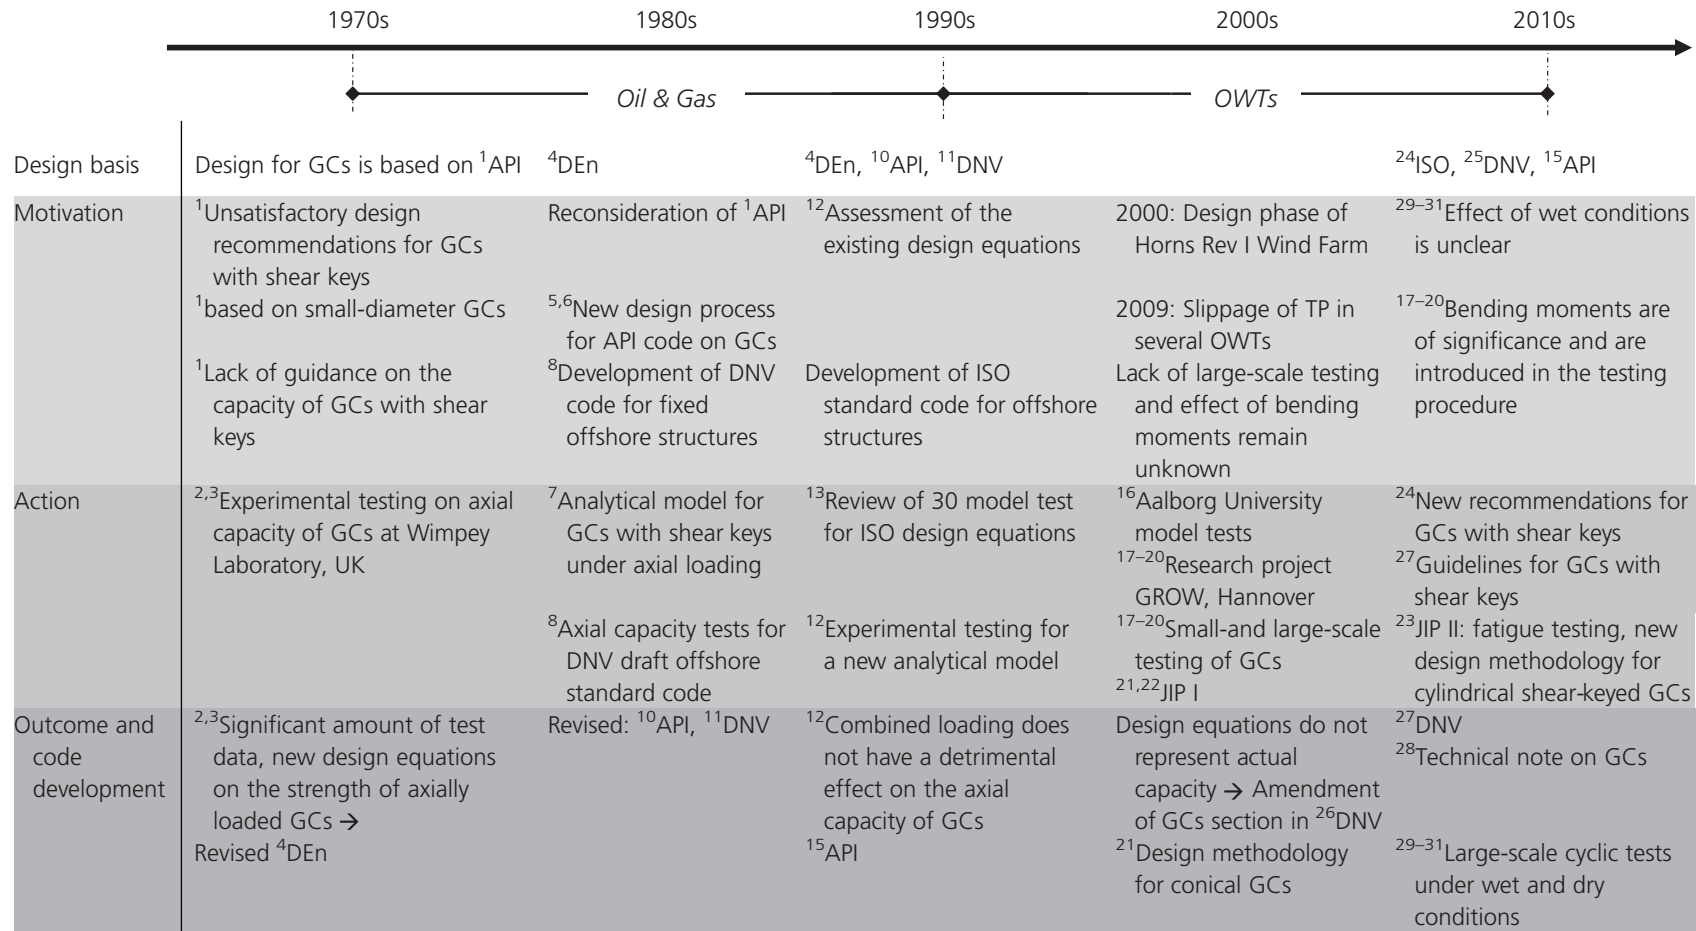 1970s 1980s 1990s 2000s 2010s
Oil & Gas OWTs
Design basis
Design for GCs is based on ¹API
⁴DEn
⁴DEn, ¹⁰API, ¹¹DNV
²⁴ISO, ²⁵DNV, ¹⁵API
Motivation
¹Unsatisfactory design
recommendations for GCs
with shear keys
¹based on small-diameter GCs
¹Lack of guidance on the
capacity of GCs with shear
keys
Reconsideration of ¹API
⁵,⁶New design process
for API code on GCs
⁸Development of DNV
code for fixed
offshore structures
¹²Assessment of the
existing design equations
Development of ISO
standard code for offshore
structures
2000: Design phase of
Horns Rev I Wind Farm
2009: Slippage of TP in
several OWTs
Lack of large-scale testing
and effect of bending
moments remain
unknown
²⁹–³¹Effect of wet conditions
is unclear
¹⁷–²⁰Bending moments are
of significance and are
introduced in the testing
procedure
Action
²,³Experimental testing on axial
capacity of GCs at Wimpey
Laboratory, UK
⁷Analytical model for
GCs with shear keys
under axial loading
⁸Axial capacity tests for
DNV draft offshore
standard code
¹³Review of 30 model test
for ISO design equations
¹²Experimental testing for
a new analytical model
¹⁶Aalborg University
model tests
¹⁷–²⁰Research project
GROW, Hannover
¹⁷–²⁰Small-and large-scale
testing of GCs
²¹,²²JIP I
²⁴New recommendations for
GCs with shear keys
²⁷Guidelines for GCs with
shear keys
²³JIP II: fatigue testing, new
design methodology for
cylindrical shear-keyed GCs
Outcome and
code
development
²,³Significant amount of test
data, new design equations
on the strength of axially
loaded GCs →
Revised ⁴DEn
Revised: ¹⁰API, ¹¹DNV
¹²Combined loading does
not have a detrimental
effect on the axial
capacity of GCs
¹⁵API
Design equations do not
represent actual
capacity → Amendment
of GCs section in ²⁶DNV
²¹Design methodology
for conical GCs
²⁷DNV
²⁸Technical note on GCs
²⁹–³¹Large-scale cyclic tests
under wet and dry
conditions